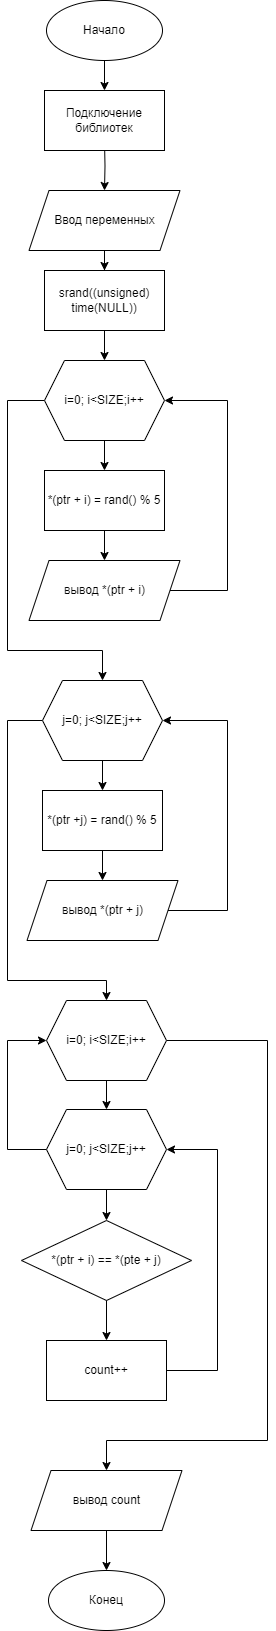 Начало
Подключение
библиотек
Ввод переменных
srand((unsigned)
time(NULL))
i=0; i<SIZE;i++
*(ptr + i) = rand() % 5
вывод *(ptr + i)
j=0; j<SIZE;j++
*(ptr +j) = rand() % 5
вывод *(ptr + j)
i=0; i<SIZE;i++
j=0; j<SIZE;j++
*(ptr + i) == *(pte + j)
count++
вывод count
Конец